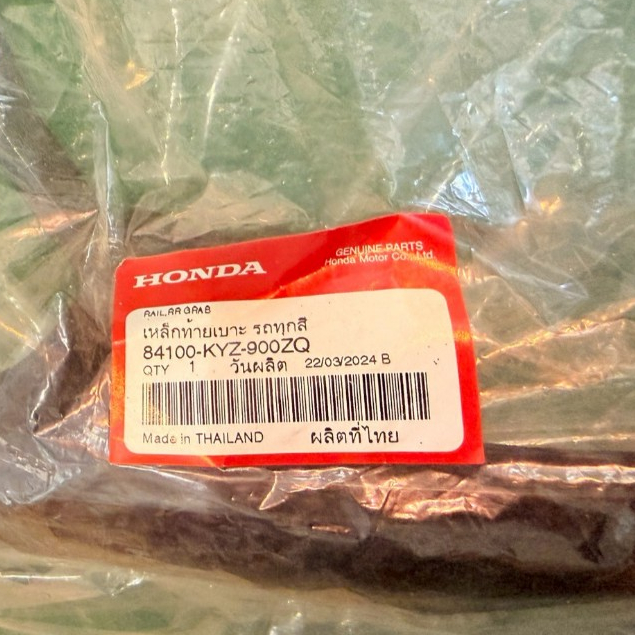 HONDA
GENUINE PARTS
Honda Motor Co., Ltd.
RAIL,RR GRAB
เหล็กท้ายเบาะ รถทุกสี
84100-KYZ-900ZQ
QTY 1 วันผลิต 22/03/2024 B
Made in THAILAND ผลิตที่ไทย